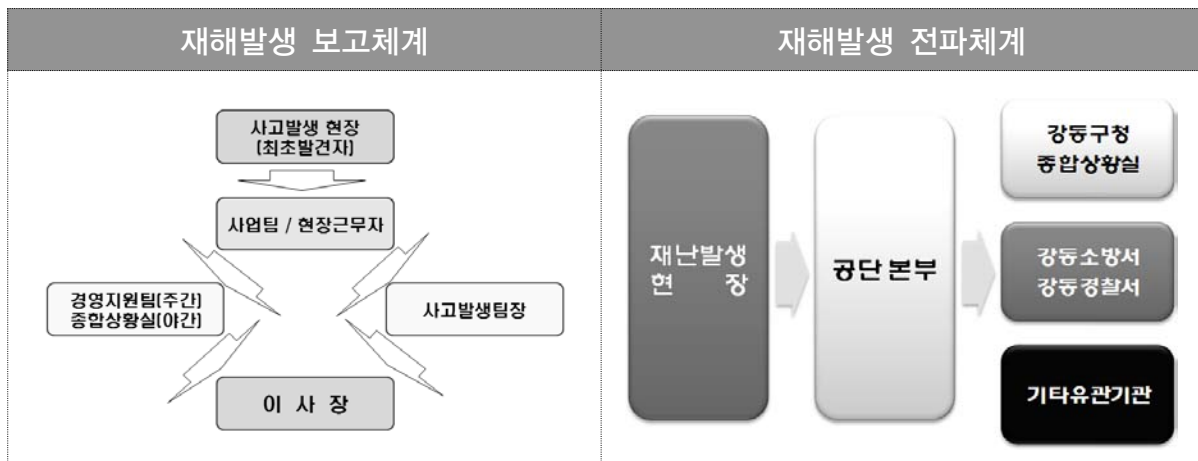 재해발생 보고체계
사고발생 현장
(최초발견자)
사업팀 / 현장근무자
경영지원팀(주간)
종합상황실(야간)
사고발생팀장
이 사 장
재해발생 전파체계
재난발생
현 장
공단 본부
강동구청
종합상황실
강동소방서
강동경찰서
기타유관기관